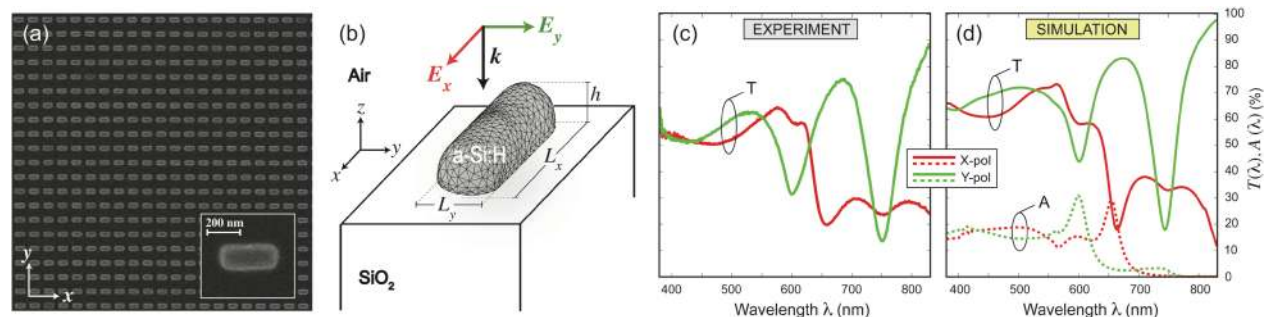 (a)
200 nm
y
x
(b)
E_y
k
E_x
Air
h
z
y
x
a-Si:H
L_x
L_y
SiO2
(c)
EXPERIMENT
T
400 500 600 700 800
Wavelength λ (nm)
(d)
SIMULATION
T
X-pol
Y-pol
A
400 500 600 700 800
Wavelength λ (nm)
100
90
80
70
60
50
40
30
20
10
0
T(λ), A(λ) (%)